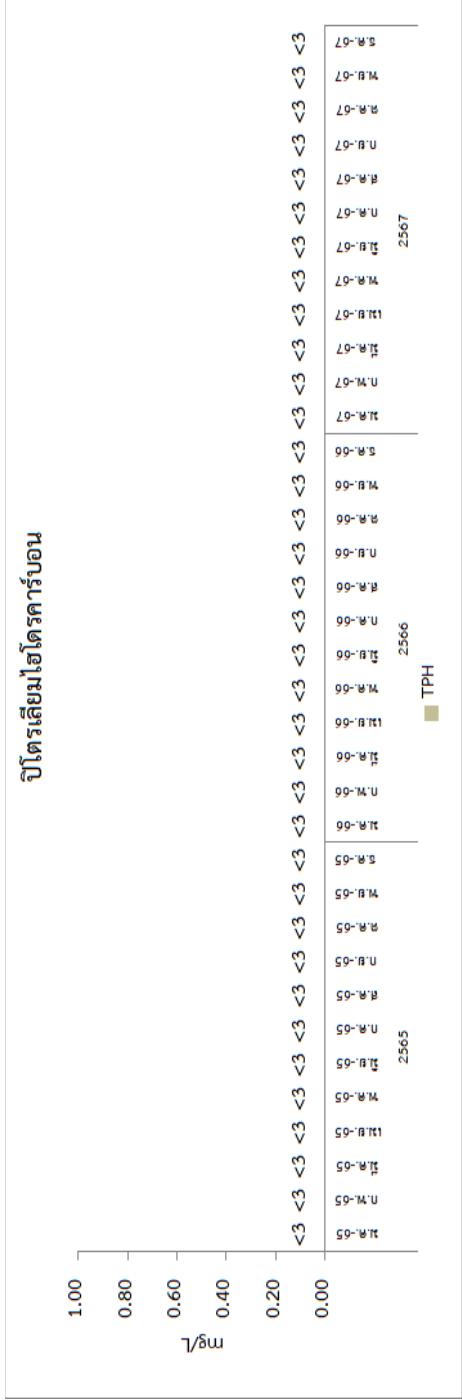 ปิโตรเลียมไฮโดรคาร์บอน
mg/L
1.00
0.80
0.60
0.40
0.20
0.00
<3 <3 <3 <3 <3 <3 <3 <3 <3 <3 <3 <3 <3 <3 <3 <3 <3 <3 <3 <3 <3 <3 <3 <3 <3 <3 <3 <3 <3 <3 <3 <3 <3 <3 <3 <3
ม.ค.-65 ก.พ.-65 มี.ค.-65 เม.ย.-65 พ.ค.-65 มิ.ย.-65 ก.ค.-65 ส.ค.-65 ก.ย.-65 ต.ค.-65 พ.ย.-65 ธ.ค.-65 ม.ค.-66 ก.พ.-66 มี.ค.-66 เม.ย.-66 พ.ค.-66 มิ.ย.-66 ก.ค.-66 ส.ค.-66 ก.ย.-66 ต.ค.-66 พ.ย.-66 ธ.ค.-66 ม.ค.-67 ก.พ.-67 มี.ค.-67 เม.ย.-67 พ.ค.-67 มิ.ย.-67 ก.ค.-67 ส.ค.-67 ก.ย.-67 ต.ค.-67 พ.ย.-67 ธ.ค.-67
2565 2566 2567
TPH